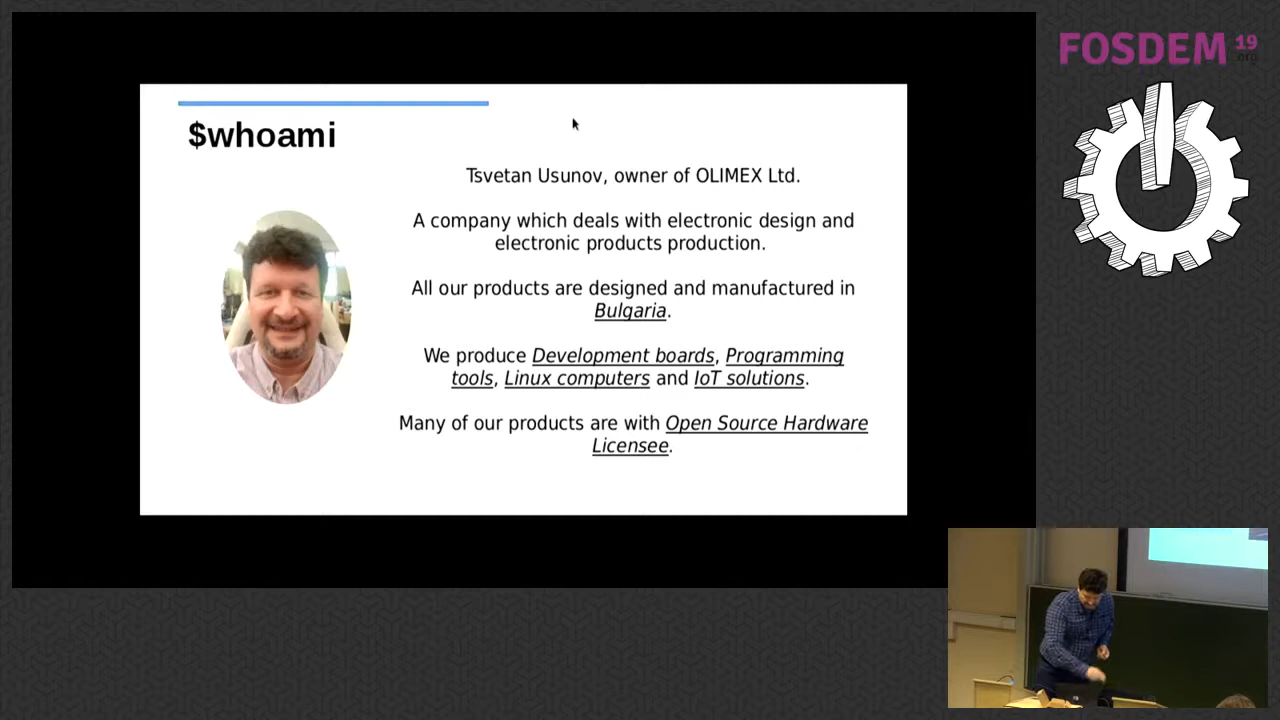 FOSDEM 19
.org
$whoami
Tsvetan Usunov, owner of OLIMEX Ltd.
A company which deals with electronic design and
electronic products production.
All our products are designed and manufactured in
Bulgaria.
We produce Development boards, Programming
tools, Linux computers and IoT solutions.
Many of our products are with Open Source Hardware
Licensee.